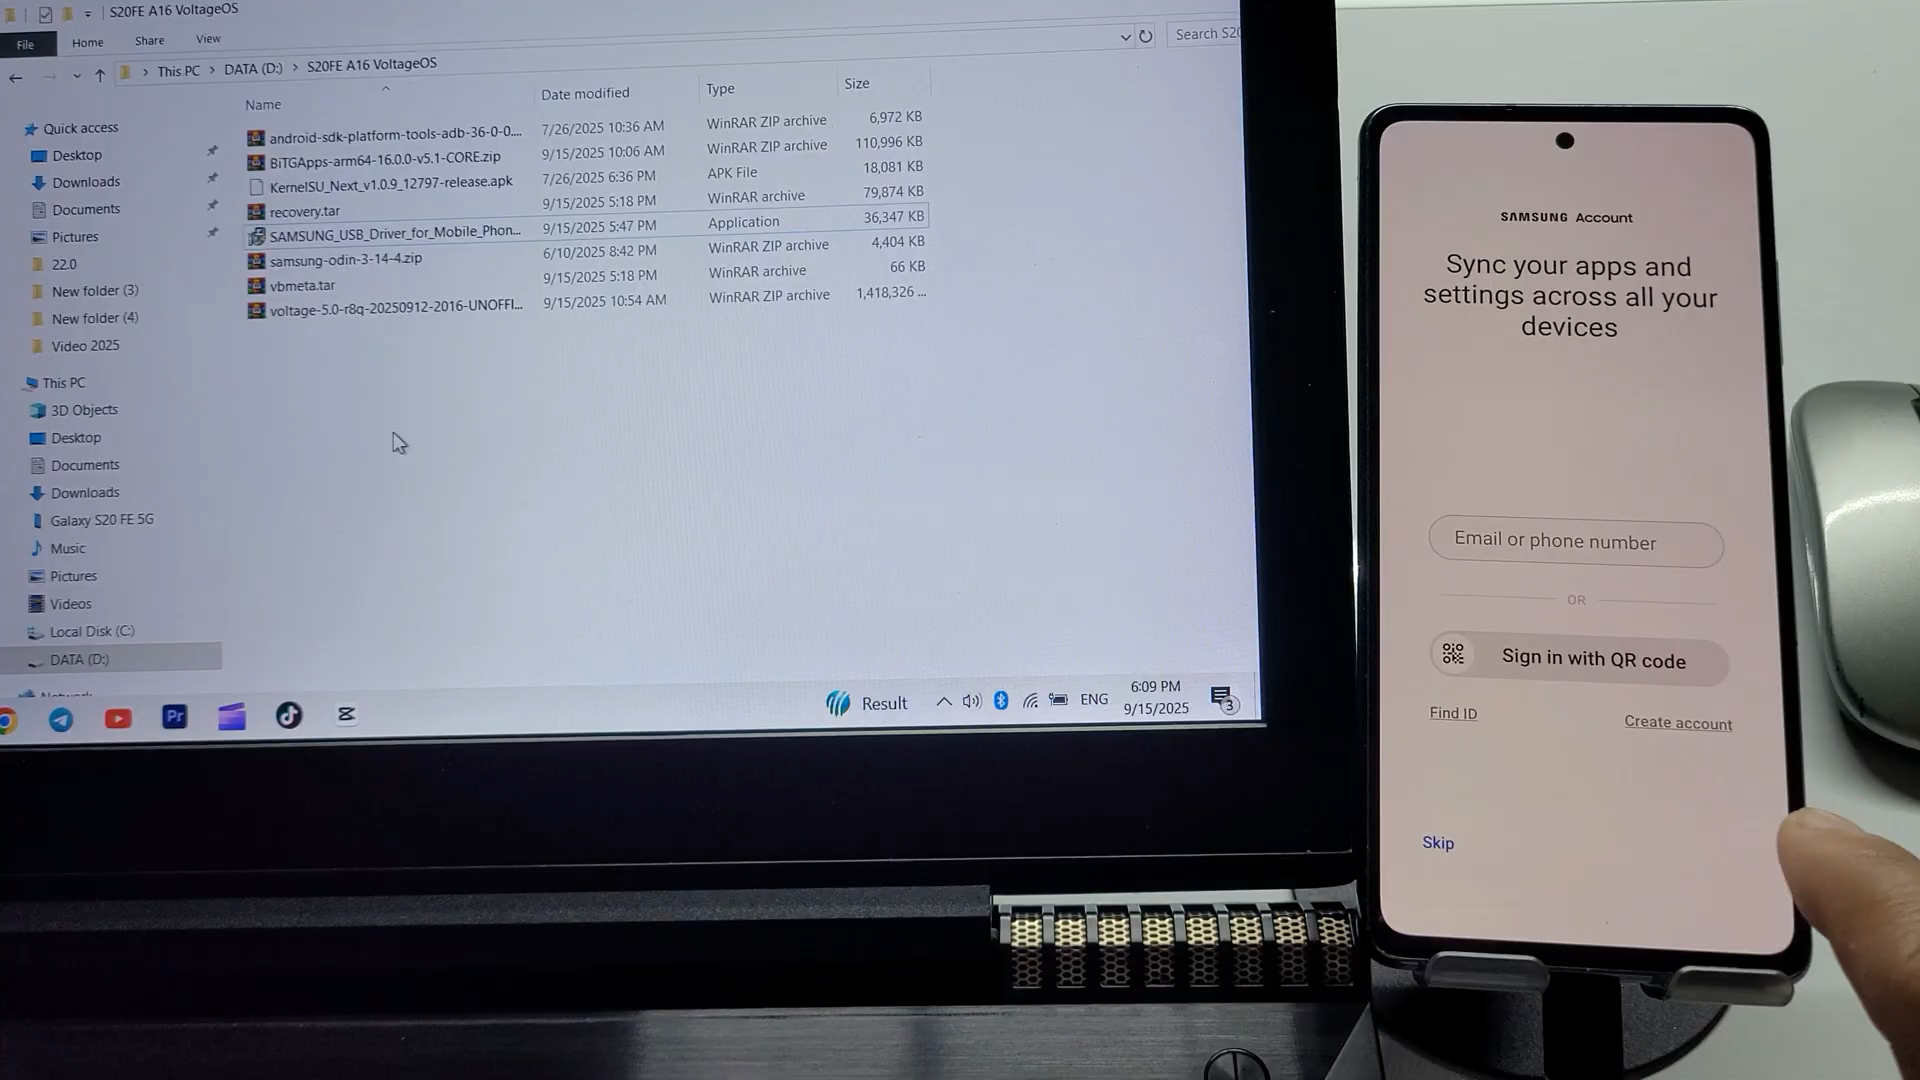 S20FE A16 VoltageOS
File Home Share View
This PC > DATA (D:) > S20FE A16 VoltageOS
Search S20
Name Date modified Type Size
android-sdk-platform-tools-adb-36-0-0.... 7/26/2025 10:36 AM WinRAR ZIP archive 6,972 KB
BiTGApps-arm64-16.0.0-v5.1-CORE.zip 9/15/2025 10:06 AM WinRAR ZIP archive 110,996 KB
KernelSU_Next_v1.0.9_12797-release.apk 7/26/2025 6:36 PM APK File 18,081 KB
recovery.tar 9/15/2025 5:18 PM WinRAR archive 79,874 KB
SAMSUNG_USB_Driver_for_Mobile_Phon... 9/15/2025 5:47 PM Application 36,347 KB
samsung-odin-3-14-4.zip 6/10/2025 8:42 PM WinRAR ZIP archive 4,404 KB
vbmeta.tar 9/15/2025 5:18 PM WinRAR archive 66 KB
voltage-5.0-r8q-20250912-2016-UNOFFI... 9/15/2025 10:54 AM WinRAR ZIP archive 1,418,326 ...
Quick access
Desktop
Downloads
Documents
Pictures
22.0
New folder (3)
New folder (4)
Video 2025
This PC
3D Objects
Desktop
Documents
Downloads
Galaxy S20 FE 5G
Music
Pictures
Videos
Local Disk (C:)
DATA (D:)
Network
Pr
Result
ENG
6:09 PM
9/15/2025
3
SAMSUNG Account
Sync your apps and
settings across all your
devices
Email or phone number
OR
Sign in with QR code
Find ID
Create account
Skip